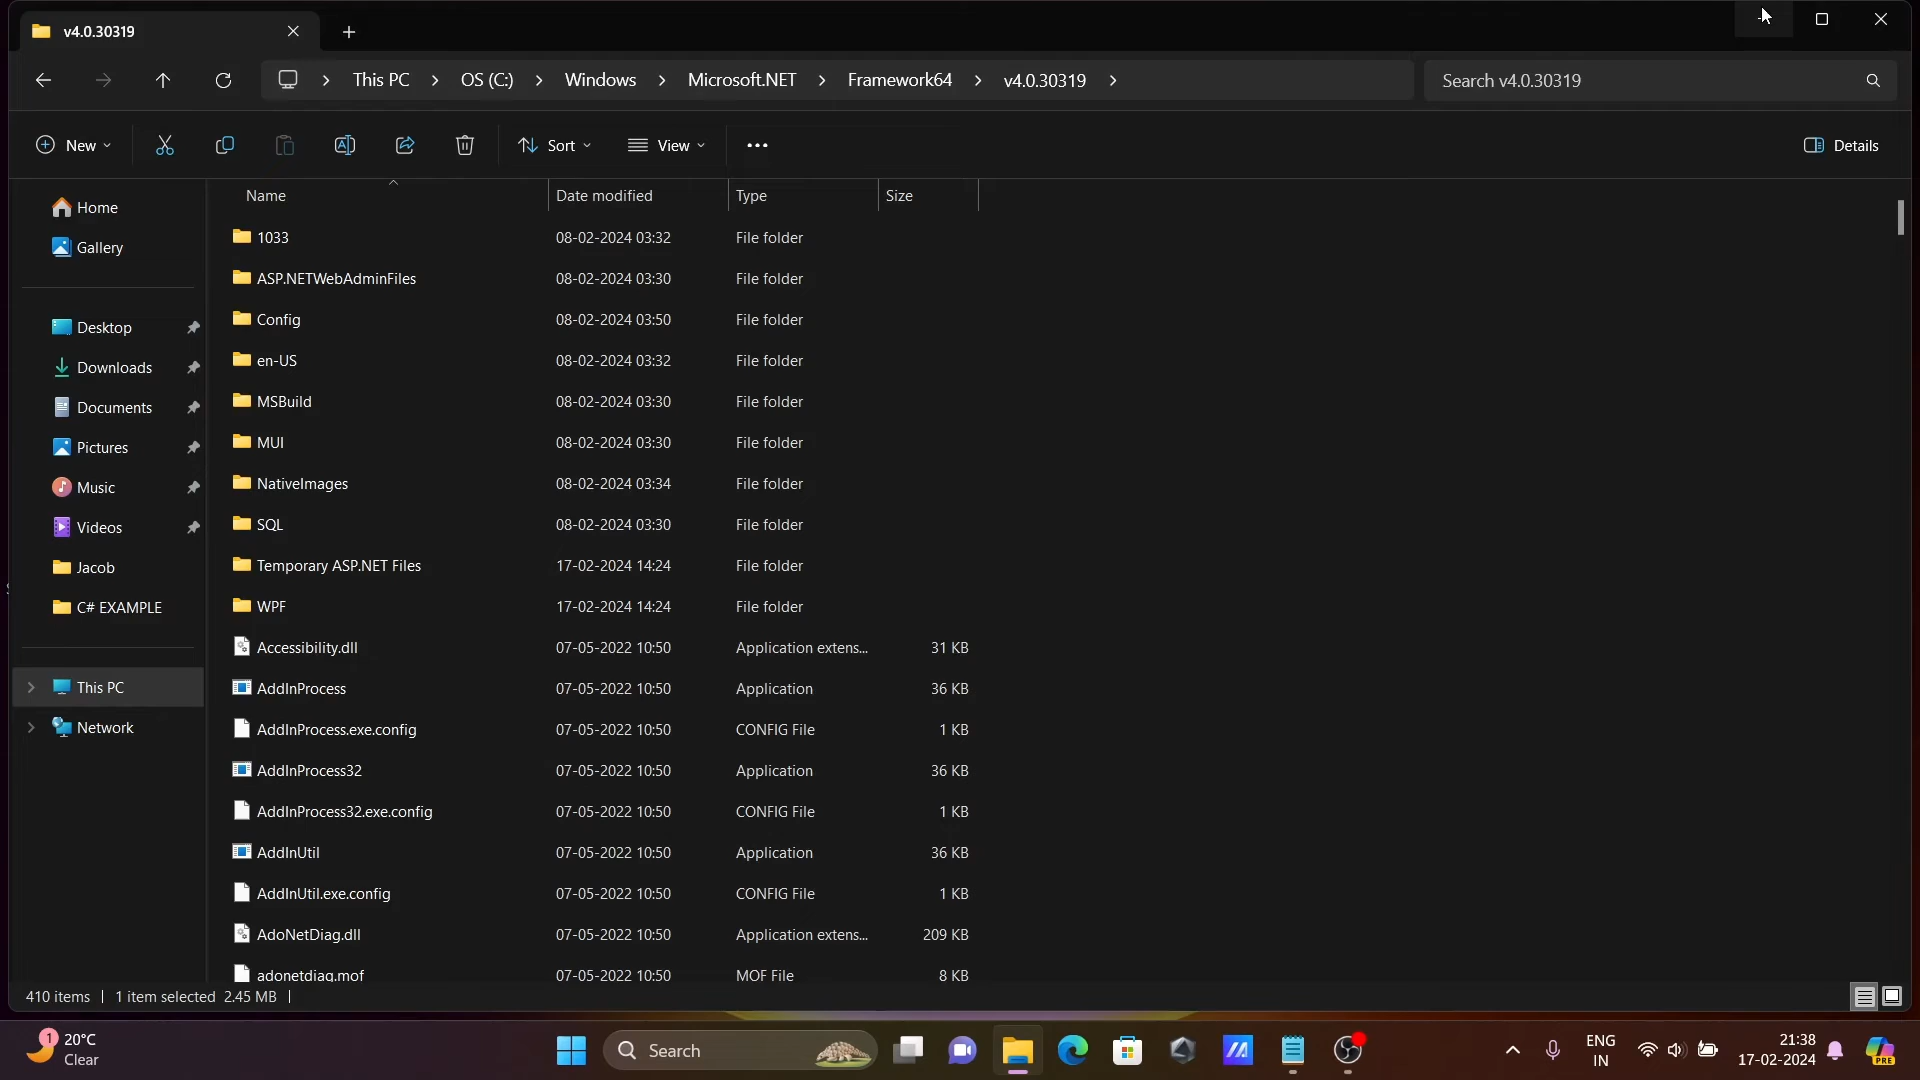 v4.0.30319
This PC > OS (C:) > Windows > Microsoft.NET > Framework64 > v4.0.30319 >
Search v4.0.30319
New
Sort
View
Details
Home
Gallery
Desktop
Downloads
Documents
Pictures
Music
Videos
Jacob
C# EXAMPLE
This PC
Network
Name Date modified Type Size
1033 08-02-2024 03:32 File folder
ASP.NETWebAdminFiles 08-02-2024 03:30 File folder
Config 08-02-2024 03:50 File folder
en-US 08-02-2024 03:32 File folder
MSBuild 08-02-2024 03:30 File folder
MUI 08-02-2024 03:30 File folder
NativeImages 08-02-2024 03:34 File folder
SQL 08-02-2024 03:30 File folder
Temporary ASP.NET Files 17-02-2024 14:24 File folder
WPF 17-02-2024 14:24 File folder
Accessibility.dll 07-05-2022 10:50 Application extens... 31 KB
AddInProcess 07-05-2022 10:50 Application 36 KB
AddInProcess.exe.config 07-05-2022 10:50 CONFIG File 1 KB
AddInProcess32 07-05-2022 10:50 Application 36 KB
AddInProcess32.exe.config 07-05-2022 10:50 CONFIG File 1 KB
AddInUtil 07-05-2022 10:50 Application 36 KB
AddInUtil.exe.config 07-05-2022 10:50 CONFIG File 1 KB
AdoNetDiag.dll 07-05-2022 10:50 Application extens... 209 KB
adonetdiag.mof 07-05-2022 10:50 MOF File 8 KB
410 items | 1 item selected 2.45 MB |
1
20°C
Clear
Search
ENG
IN
21:38
17-02-2024
PRE